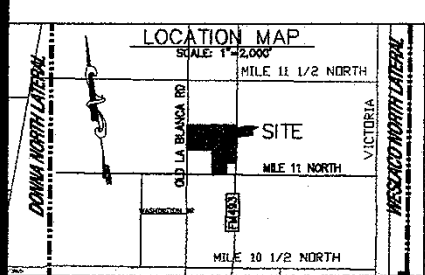 LOCATION MAP
SCALE: 1"=2,000'
MILE 11 1/2 NORTH
DONNA NORTH LATERAL
OLD LA BLANCA RD
SITE
VICTORIA
WESLACO NORTH LATERAL
MILE 11 NORTH
WASHINGTON
FM493
MILE 10 1/2 NORTH